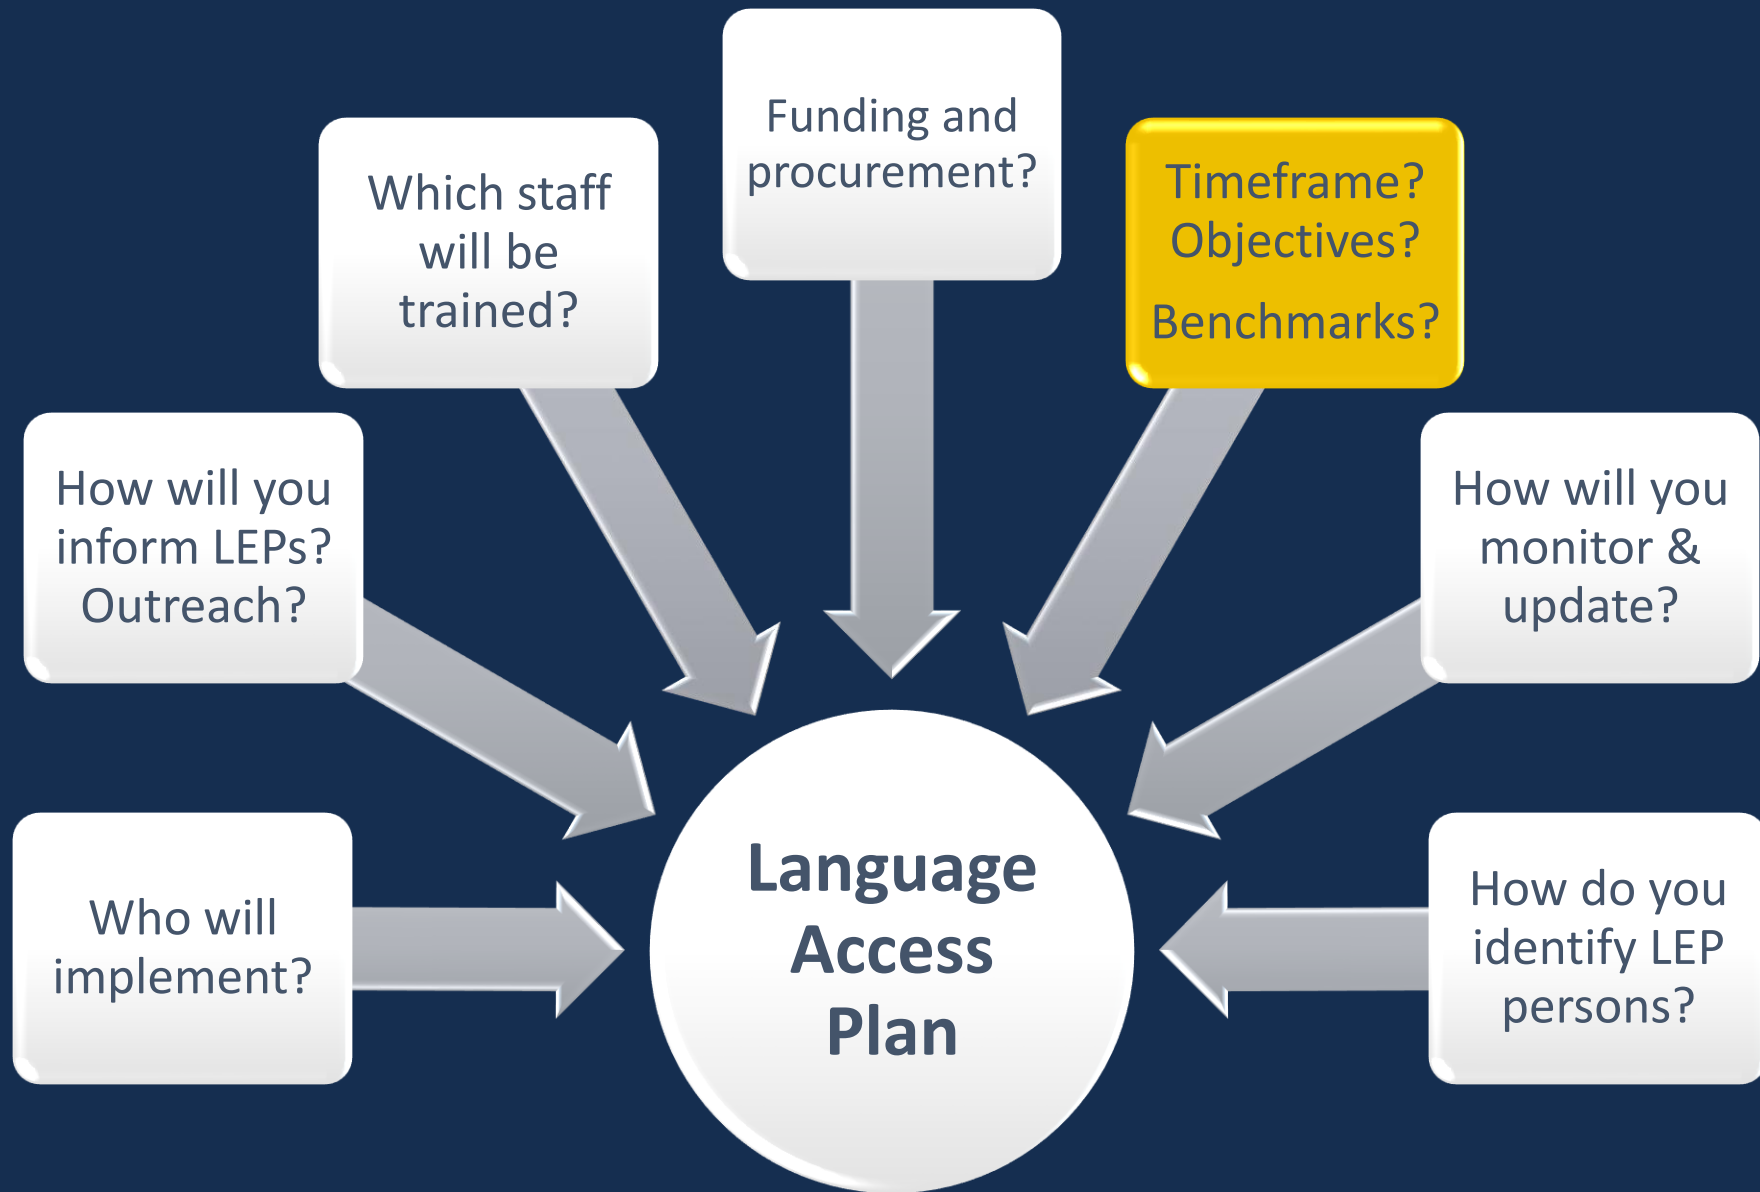 Funding and
procurement?
Which staff
will be
trained?
Timeframe?
Objectives?
Benchmarks?
How will you
inform LEPs?
Outreach?
How will you
monitor &
update?
Who will
implement?
How do you
identify LEP
persons?
Language
Access
Plan